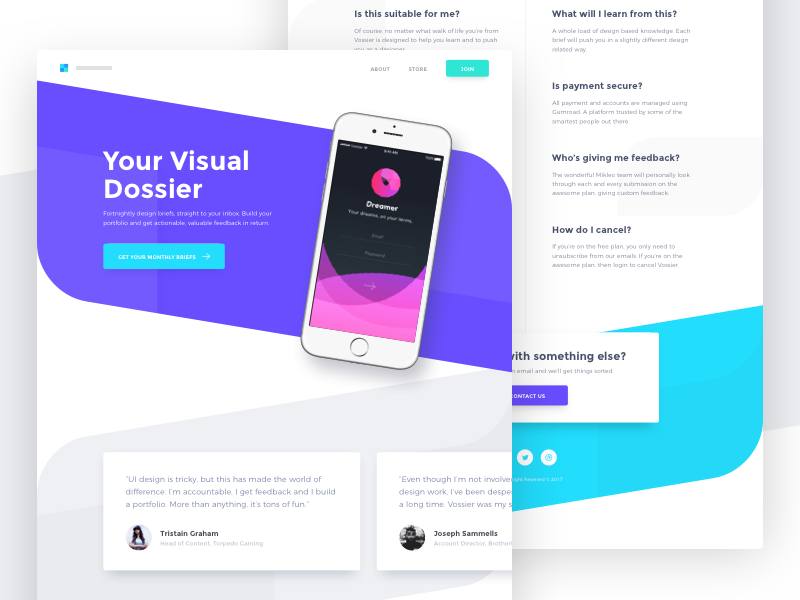 ABOUT
STORE
JOIN
Your Visual
Dossier
Fortnightly design briefs, straight to your inbox. Build your
portfolio and get actionable, valuable feedback in return.
GET YOUR MONTHLY BRIEFS
9:41 AM
Dreamer
Your dreams, on your terms.
Email
Password
"UI design is tricky, but this has made the world of
difference. I'm accountable, I get feedback and I build
a portfolio. More than anything, it's tons of fun."
Tristain Graham
Head of Content, Torpedo Gaming
"Even though I'm not involve
design work, I've been despe
a long time. Vossier was my s
Joseph Sammells
Account Director, Brother
Is this suitable for me?
Of course, no matter what walk of life you're from
Vossier is designed to help you learn and to push
you as a designer.
What will I learn from this?
A whole load of design based knowledge. Each
brief will push you in a slightly different design
related way.
Is payment secure?
All payment and accounts are managed using
Gumroad. A platform trusted by some of the
smartest people out there.
Who's giving me feedback?
The wonderful Mikleo team will personally look
through each and every submission on the
awesome plan, giving custom feedback.
How do I cancel?
If you're on the free plan, you only need to
unsubscribe from our emails. If you're on the
awesome plan, then login to cancel Vossier.
with something else?
email and we'll get things sorted.
CONTACT US
Reserved © 2017